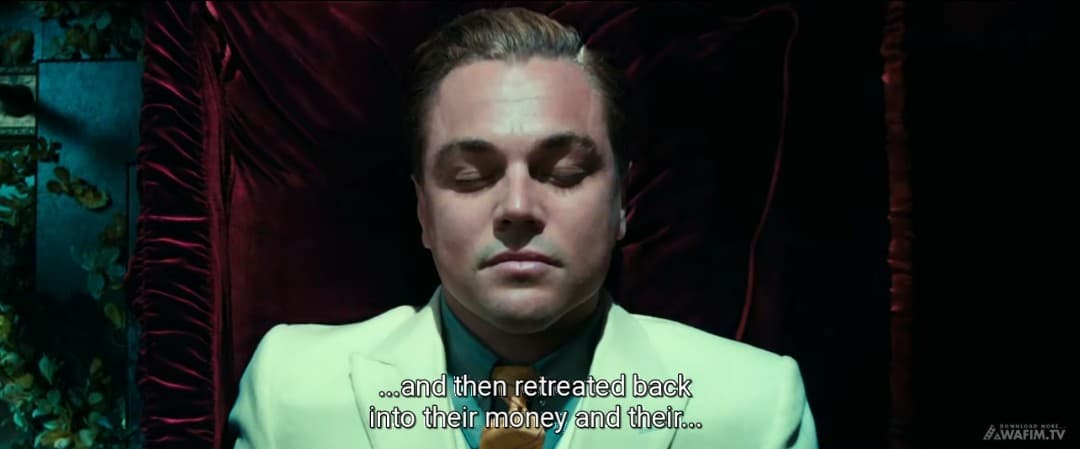 ...and then retreated back
into their money and their...
DOWNLOAD MORE...
WAFIM.TV